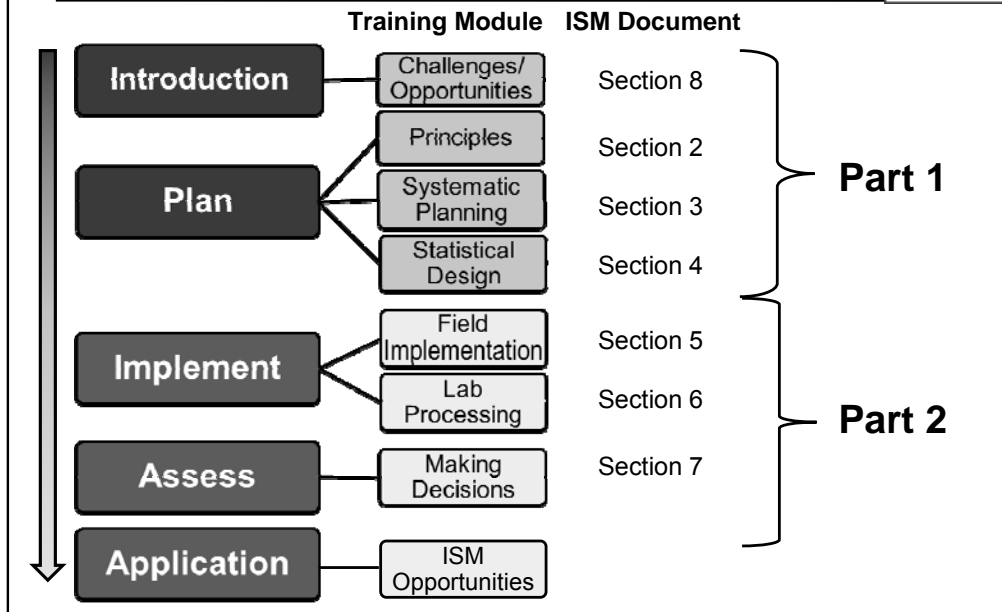 Training Module ISM Document
Introduction
Challenges/
Opportunities
Section 8
Plan
Principles
Section 2
Systematic
Planning
Section 3
Statistical
Design
Section 4
Part 1
Implement
Field
Implementation
Section 5
Lab
Processing
Section 6
Part 2
Assess
Making
Decisions
Section 7
Application
ISM
Opportunities